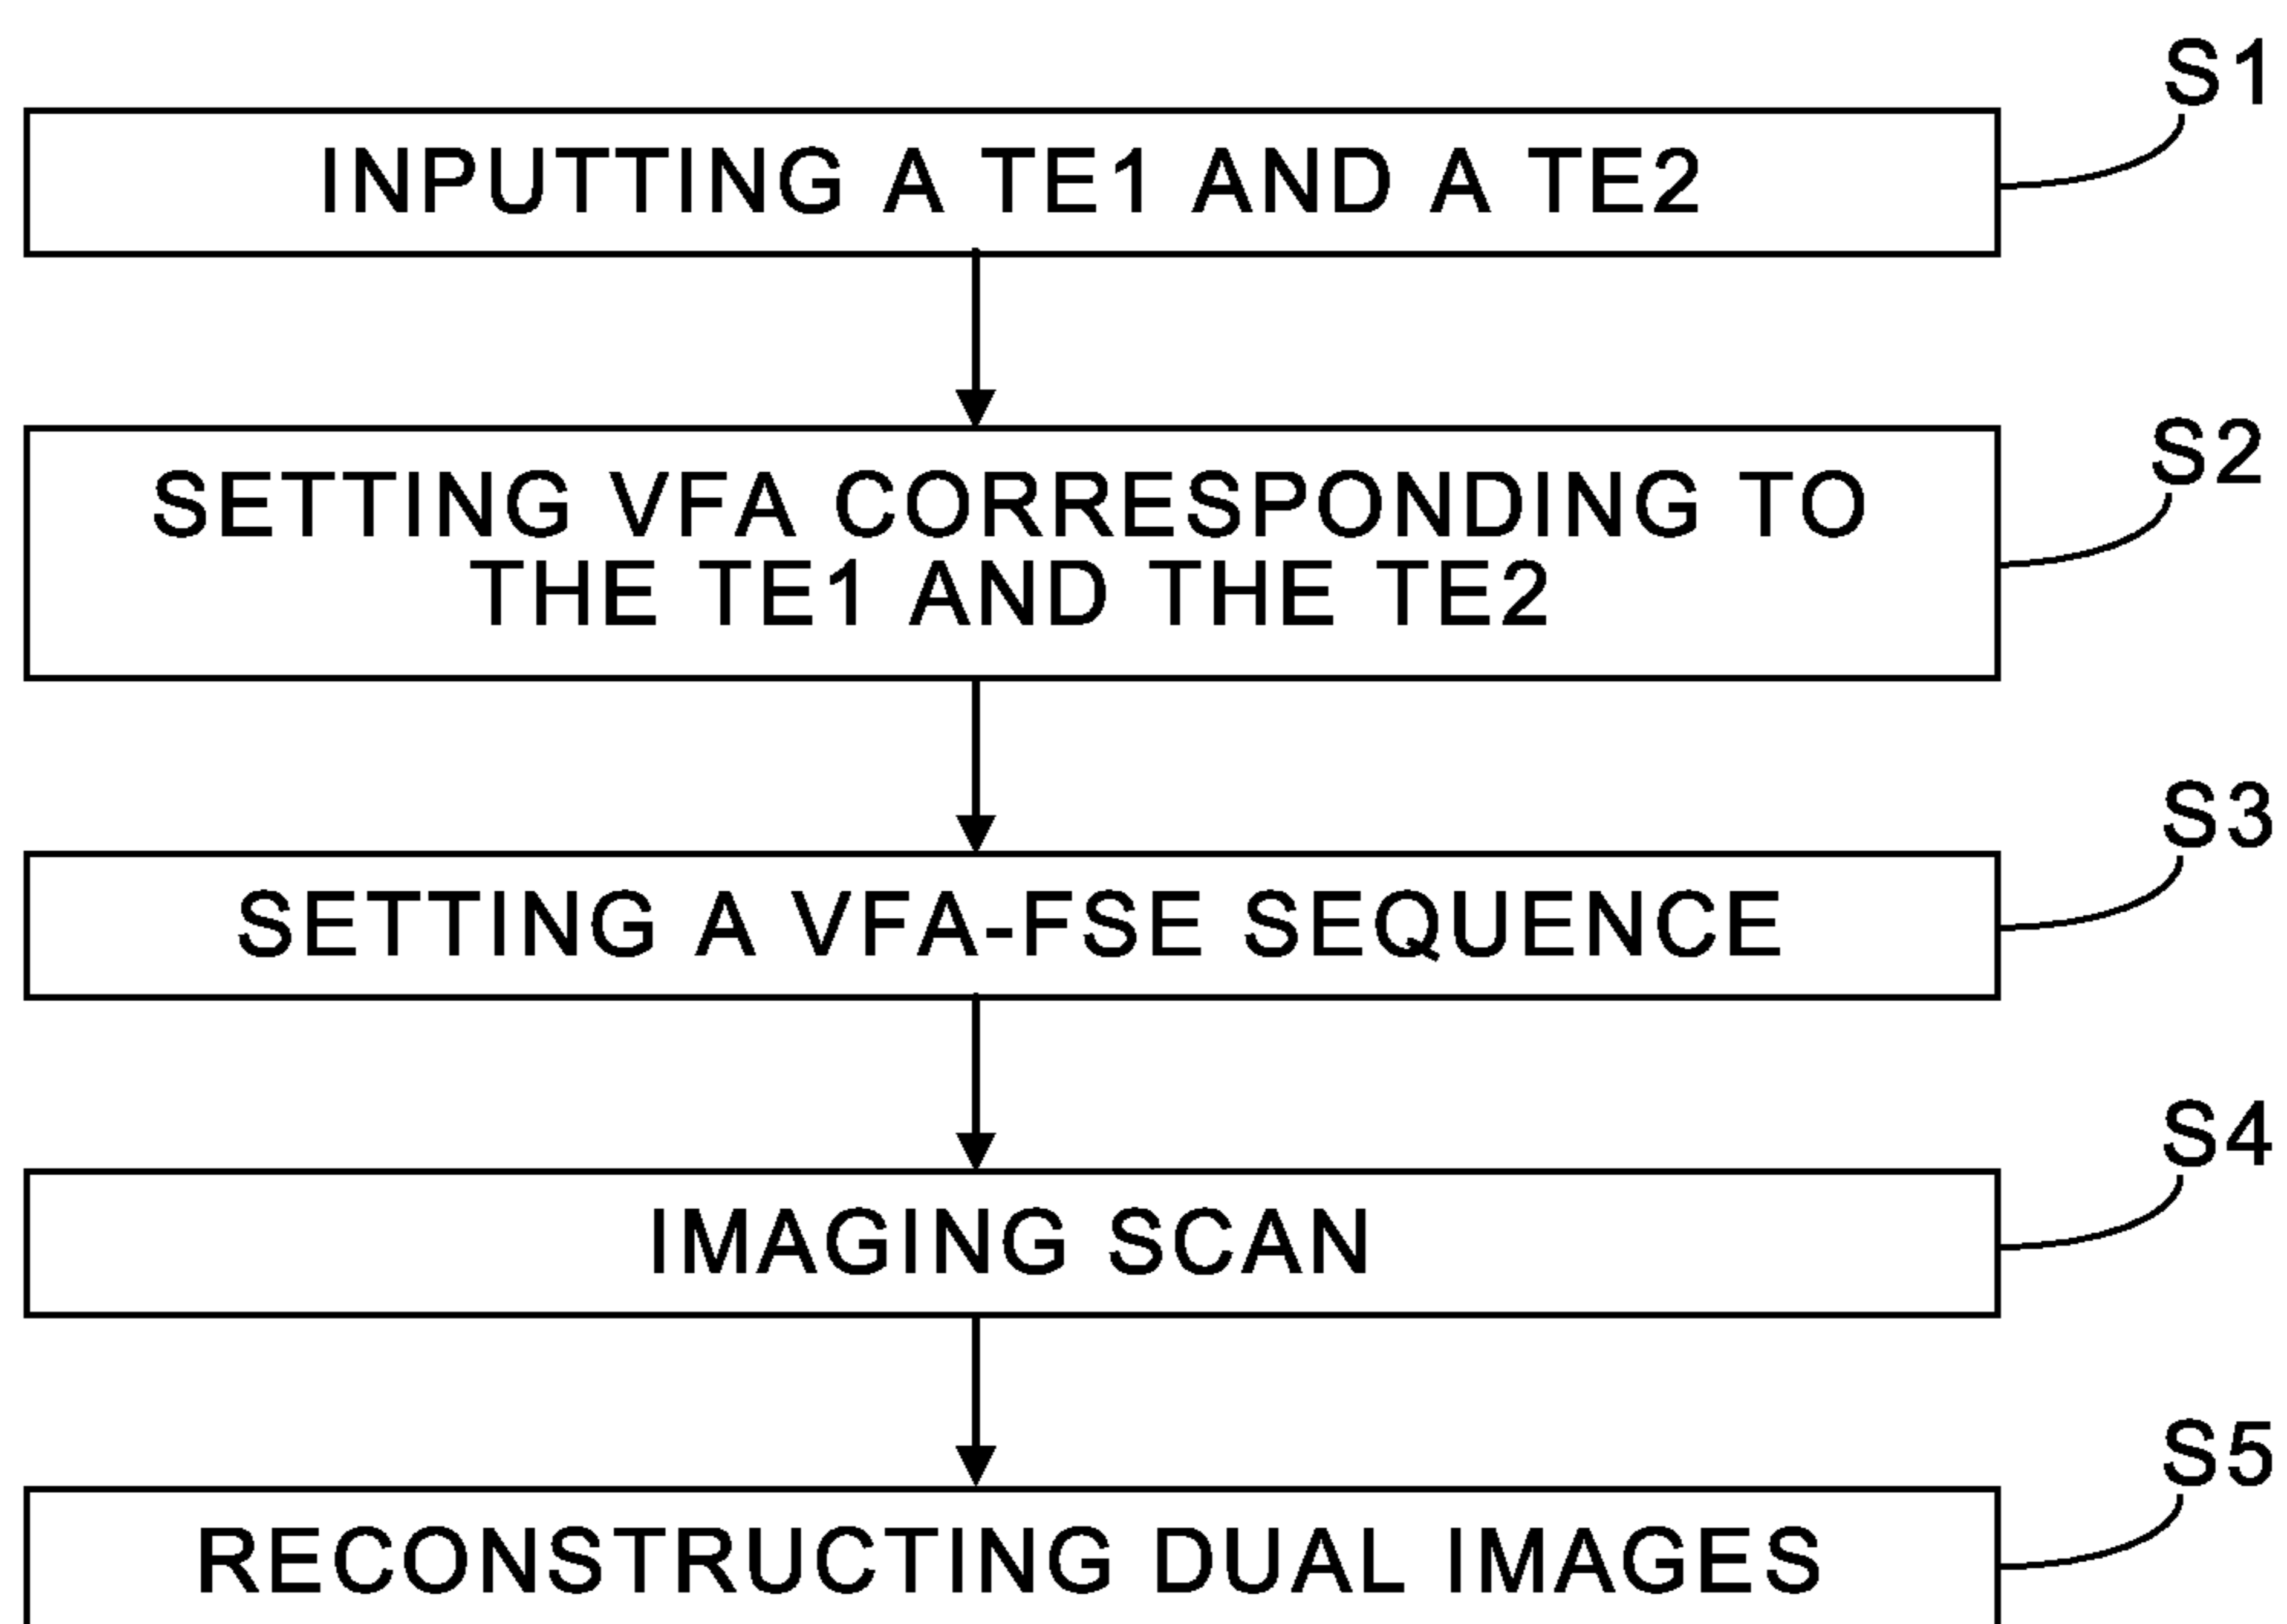 S1
INPUTTING A TE1 AND A TE2
S2
SETTING VFA CORRESPONDING TO
THE TE1 AND THE TE2
S3
SETTING A VFA-FSE SEQUENCE
S4
IMAGING SCAN
S5
RECONSTRUCTING DUAL IMAGES